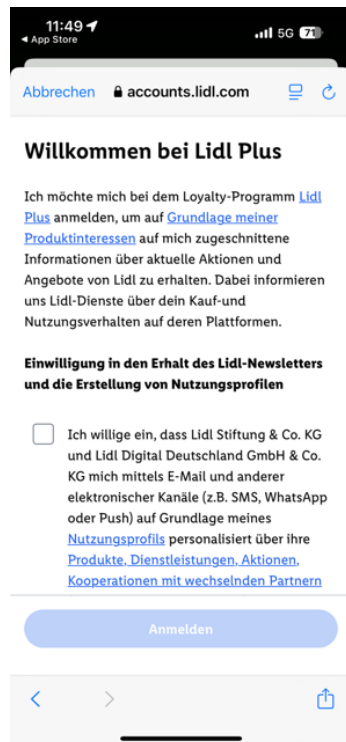 11:49
5G 71
App Store
Abbrechen accounts.lidl.com
Willkommen bei Lidl Plus
Ich möchte mich bei dem Loyalty-Programm Lidl
Plus anmelden, um auf Grundlage meiner
Produktinteressen auf mich zugeschnittene
Informationen über aktuelle Aktionen und
Angebote von Lidl zu erhalten. Dabei informieren
uns Lidl-Dienste über dein Kauf-und
Nutzungsverhalten auf deren Plattformen.
Einwilligung in den Erhalt des Lidl-Newsletters
und die Erstellung von Nutzungsprofilen
Ich willige ein, dass Lidl Stiftung & Co. KG
und Lidl Digital Deutschland GmbH & Co.
KG mich mittels E-Mail und anderer
elektronischer Kanäle (z.B. SMS, WhatsApp
oder Push) auf Grundlage meines
Nutzungsprofils personalisiert über ihre
Produkte, Dienstleistungen, Aktionen,
Kooperationen mit wechselnden Partnern
Anmelden